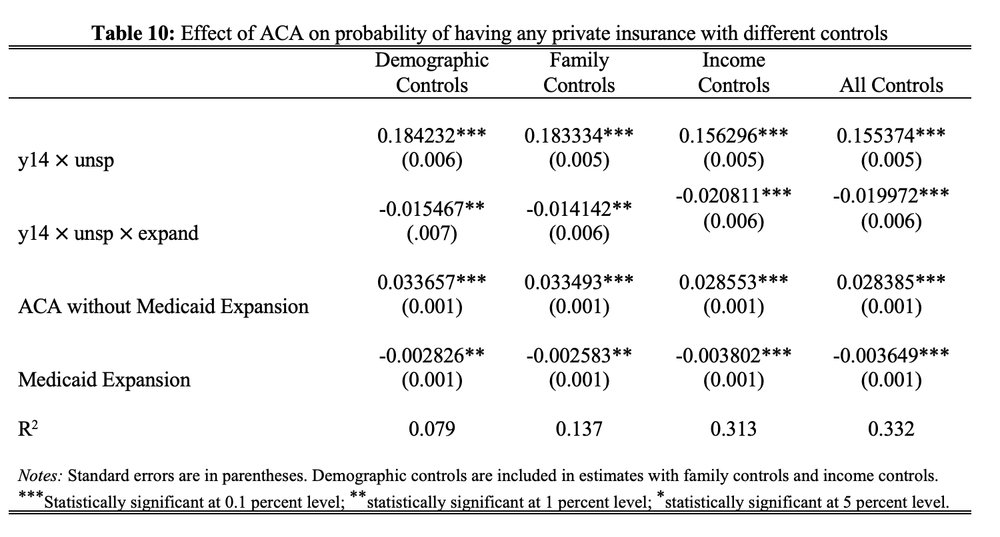 Table 10: Effect of ACA on probability of having any private insurance with different controls
Demographic Controls Family Controls Income Controls All Controls
y14 × unsp 0.184232*** 0.183334*** 0.156296*** 0.155374***
(0.006) (0.005) (0.005) (0.005)
y14 × unsp × expand -0.015467** -0.014142** -0.020811*** -0.019972***
(.007) (0.006) (0.006) (0.006)
ACA without Medicaid Expansion 0.033657*** 0.033493*** 0.028553*** 0.028385***
(0.001) (0.001) (0.001) (0.001)
Medicaid Expansion -0.002826** -0.002583** -0.003802*** -0.003649***
(0.001) (0.001) (0.001) (0.001)
R² 0.079 0.137 0.313 0.332
Notes: Standard errors are in parentheses. Demographic controls are included in estimates with family controls and income controls.
***Statistically significant at 0.1 percent level; **statistically significant at 1 percent level; *statistically significant at 5 percent level.